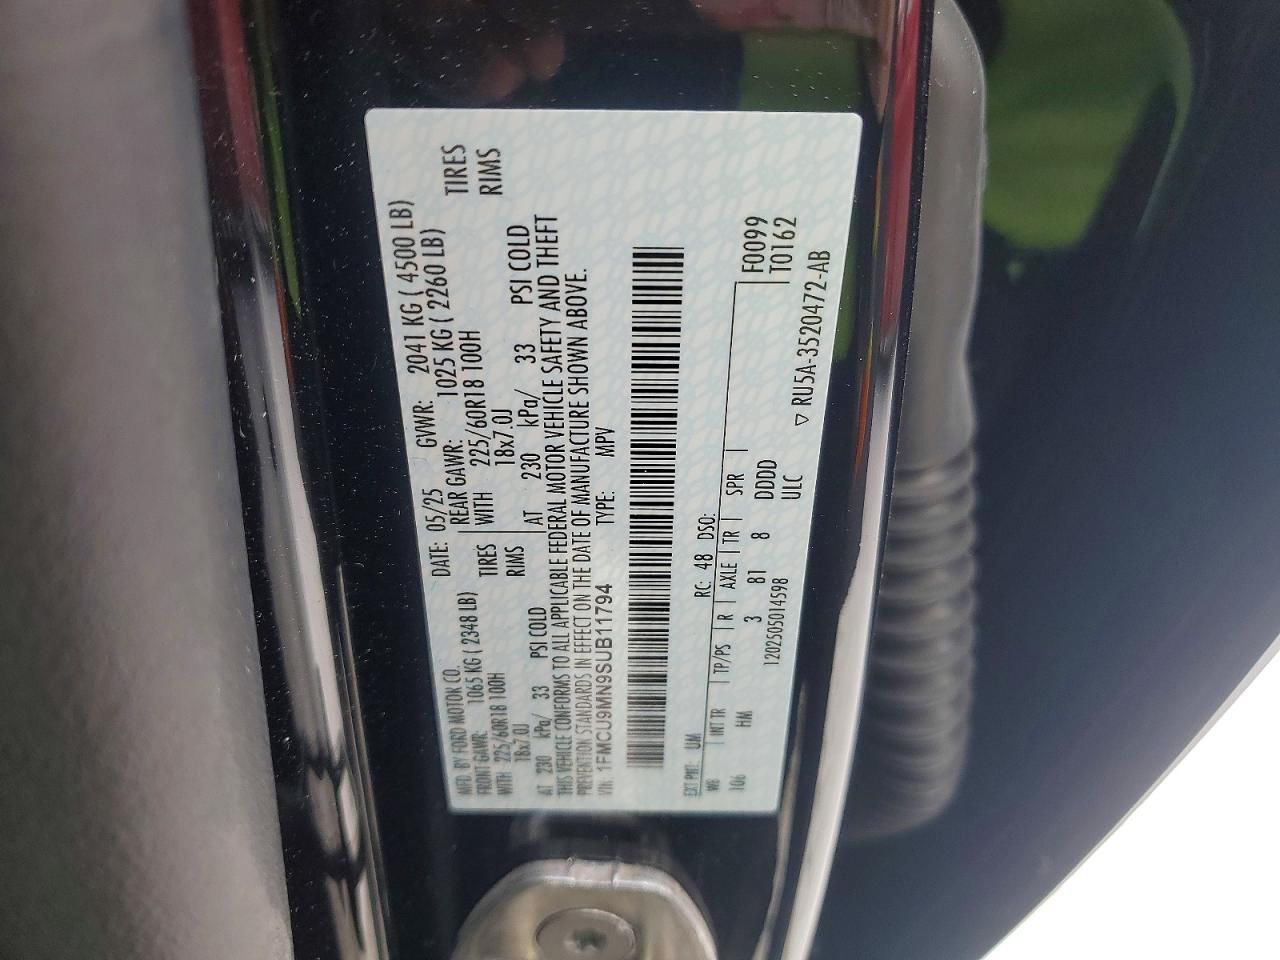 MFD. BY FORD MOTOR CO.
DATE: 05/25 GVWR: 2041 KG ( 4500 LB)
FRONT GAWR: 1065 KG ( 2348 LB) REAR GAWR: 1025 KG ( 2260 LB)
WITH 225/60R18 100H TIRES WITH 225/60R18 100H TIRES
18x7.0J RIMS 18x7.0J RIMS
AT 230 kPa/ 33 PSI COLD AT 230 kPa/ 33 PSI COLD
THIS VEHICLE CONFORMS TO ALL APPLICABLE FEDERAL MOTOR VEHICLE SAFETY AND THEFT
PREVENTION STANDARDS IN EFFECT ON THE DATE OF MANUFACTURE SHOWN ABOVE.
VIN: 1FMCU9MN9SUB11794 TYPE: MPV
EXT PNT: UM RC: 48 DSO:
WB INT TR TP/PS R AXLE TR SPR F0099
106 HM 3 81 8 DDDD T0162
1202505014598 ULC
▽ RU5A-3520472-AB